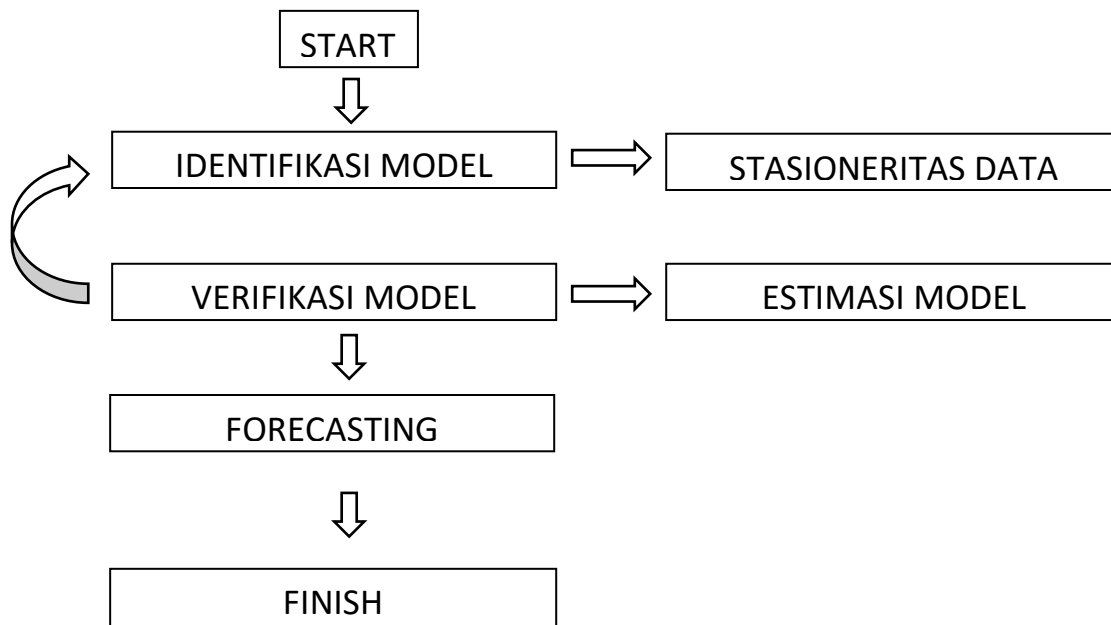 START
IDENTIFIKASI MODEL
STASIONERITAS DATA
VERIFIKASI MODEL
ESTIMASI MODEL
FORECASTING
FINISH